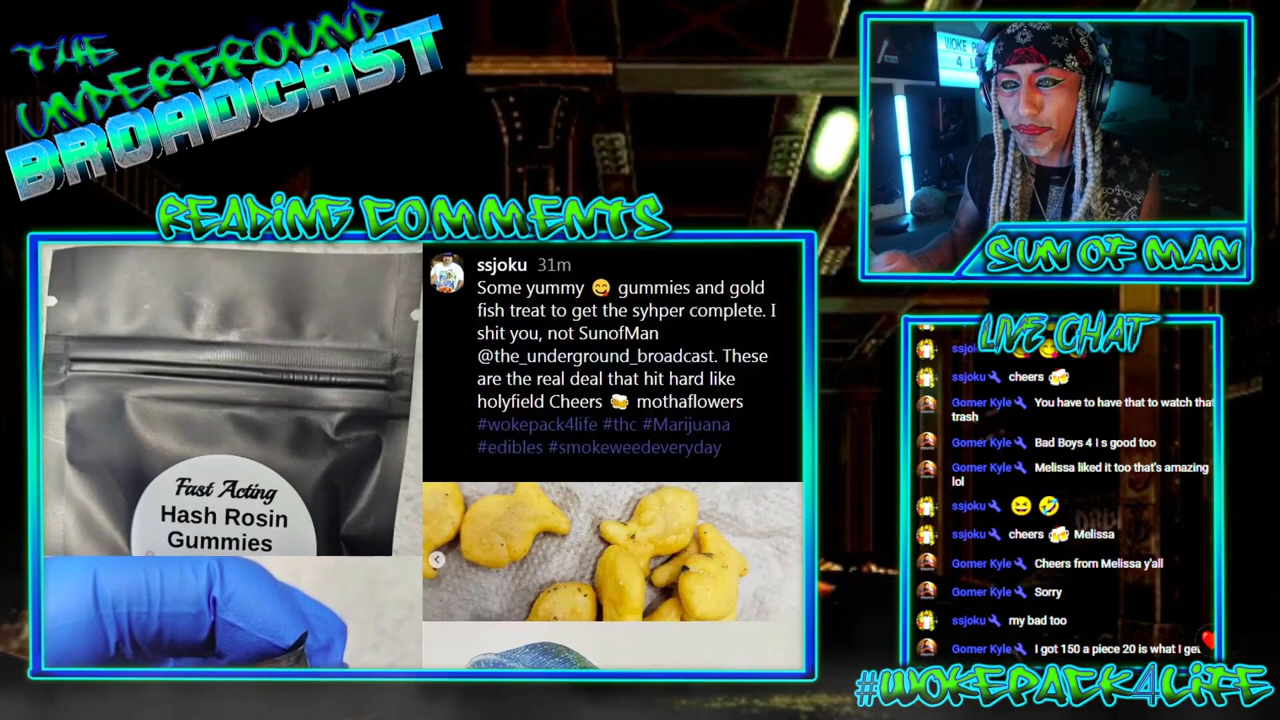 THE
UNDERGROUND
BROADCAST
READING COMMENTS
Fast Acting
Hash Rosin
Gummies
ssjoku 31m
Some yummy 😋 gummies and gold
fish treat to get the syhper complete. I
shit you, not SunofMan
@the_underground_broadcast. These
are the real deal that hit hard like
holyfield Cheers 🍻 mothaflowers
#wokepack4life #thc #Marijuana
#edibles #smokeweedeveryday
WOKE
4 L
SUN OF MAN
LIVE CHAT
ssjo
ssjoku🔧 cheers 🍻
Gomer Kyle🔧 You have to have that to watch that
trash
Gomer Kyle🔧 Bad Boys 4 I s good too
Gomer Kyle🔧 Melissa liked it too that's amazing
lol
ssjoku🔧 😆 🤣
ssjoku🔧 cheers 🍻 Melissa
Gomer Kyle🔧 Cheers from Melissa y'all
Gomer Kyle🔧 Sorry
ssjoku🔧 my bad too
Gomer Kyle🔧 I got 150 a piece 20 is what I get
#WOKEPACK4LIFE